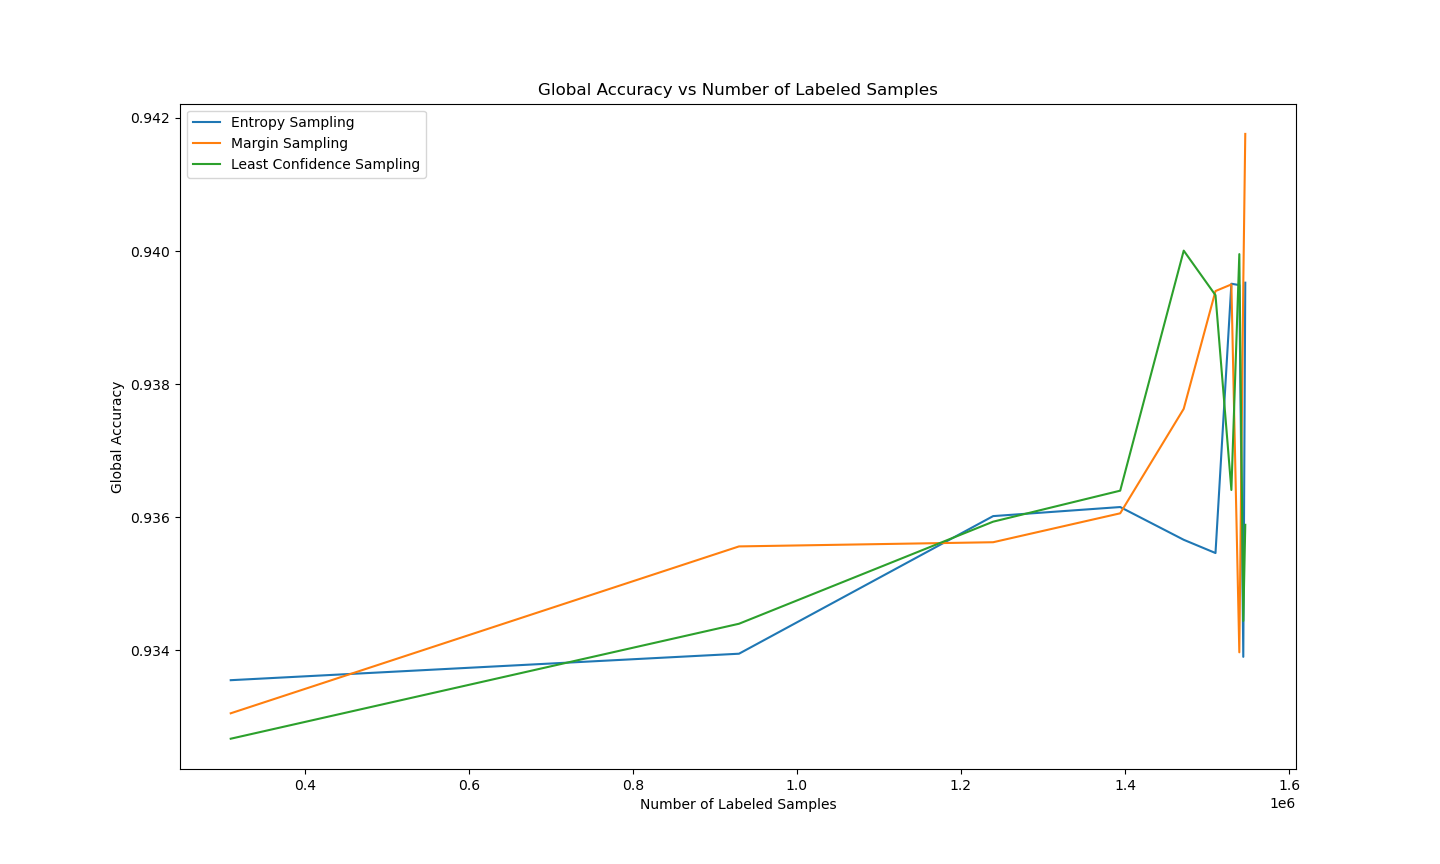 Global Accuracy vs Number of Labeled Samples
Entropy Sampling
Margin Sampling
Least Confidence Sampling
Global Accuracy
0.942
0.940
0.938
0.936
0.934
0.4 0.6 0.8 1.0 1.2 1.4 1.6
1e6
Number of Labeled Samples